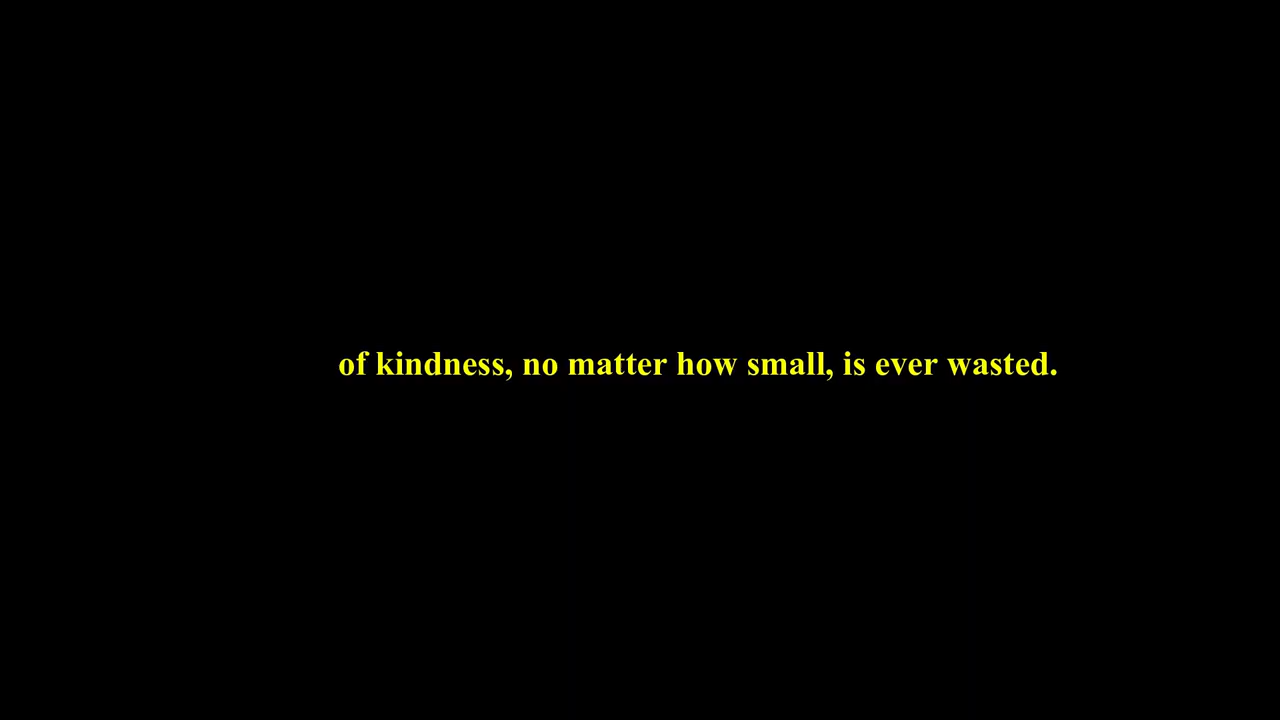 of kindness, no matter how small, is ever wasted.